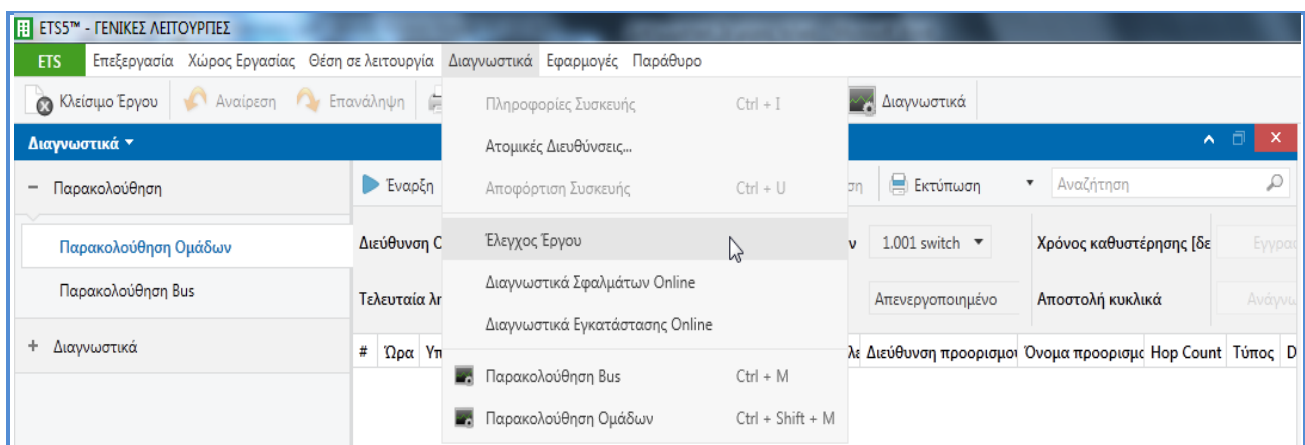 ETS5™ - ΓΕΝΙΚΕΣ ΛΕΙΤΟΥΡΓΙΕΣ
ETS Επεξεργασία Χώρος Εργασίας Θέση σε λειτουργία Διαγνωστικά Εφαρμογές Παράθυρο
Κλείσιμο Έργου Αναίρεση Επανάληψη Διαγνωστικά
Πληροφορίες Συσκευής Ctrl + I
Ατομικές Διευθύνσεις...
Αποφόρτιση Συσκευής Ctrl + U
Έλεγχος Έργου
Διαγνωστικά Σφαλμάτων Online
Διαγνωστικά Εγκατάστασης Online
Παρακολούθηση Bus Ctrl + M
Παρακολούθηση Ομάδων Ctrl + Shift + M
Διαγνωστικά
Παρακολούθηση
Παρακολούθηση Ομάδων
Παρακολούθηση Bus
Διαγνωστικά
Έναρξη Εκτύπωση Αναζήτηση
Διεύθυνση 1.001 switch Χρόνος καθυστέρησης [δε
Τελευταία Απενεργοποιημένο Αποστολή κυκλικά
# Ώρα Διεύθυνση προορισμού Όνομα προορισμο Hop Count Τύπος D